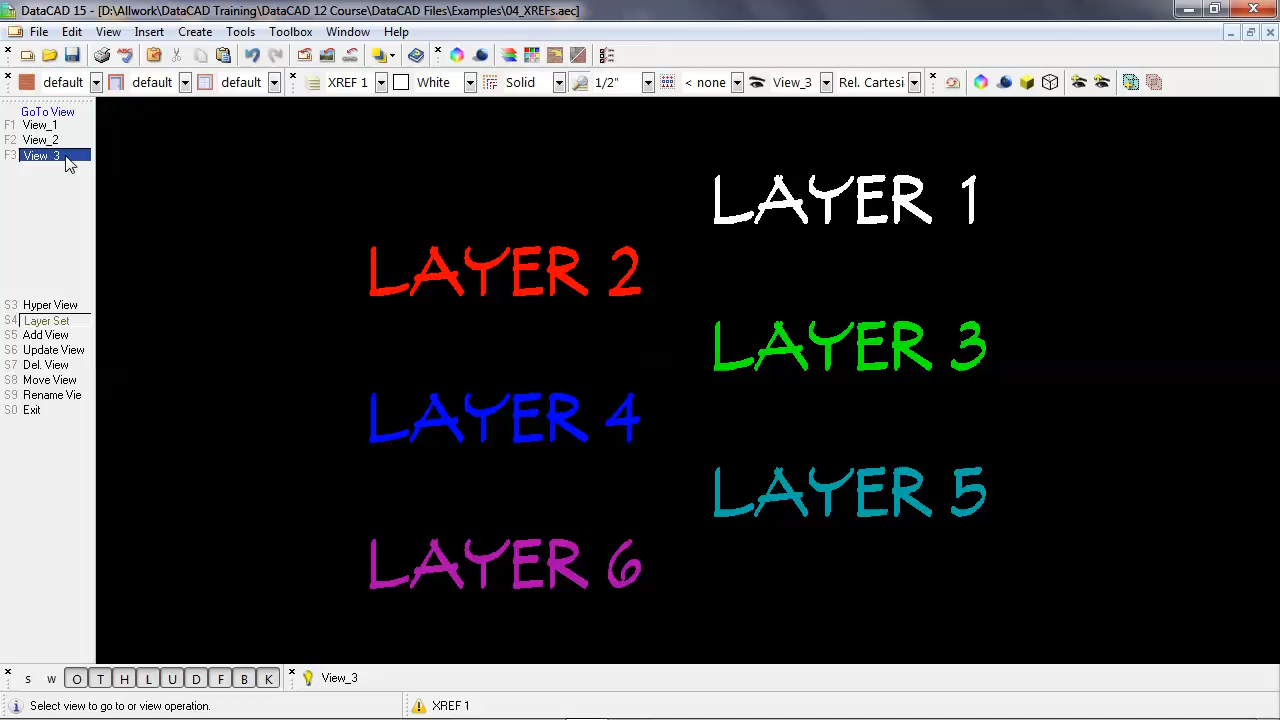 DataCAD 15 - [D:\Allwork\DataCAD Training\DataCAD 12 Course\DataCAD Files\Examples\04_XREFs.aec]
File Edit View Insert Create Tools Toolbox Window Help
default default default XREF 1 White Solid 1/2" < none View_3 Rel. Cartesi
GoTo View
F1 View_1
F2 View_2
F3 View_3
S3 Hyper View
S4 Layer Set
S5 Add View
S6 Update View
S7 Del. View
S8 Move View
S9 Rename Vie
S0 Exit
LAYER 1
LAYER 2
LAYER 3
LAYER 4
LAYER 5
LAYER 6
S W O T H L U D F B K View_3
Select view to go to or view operation. XREF 1